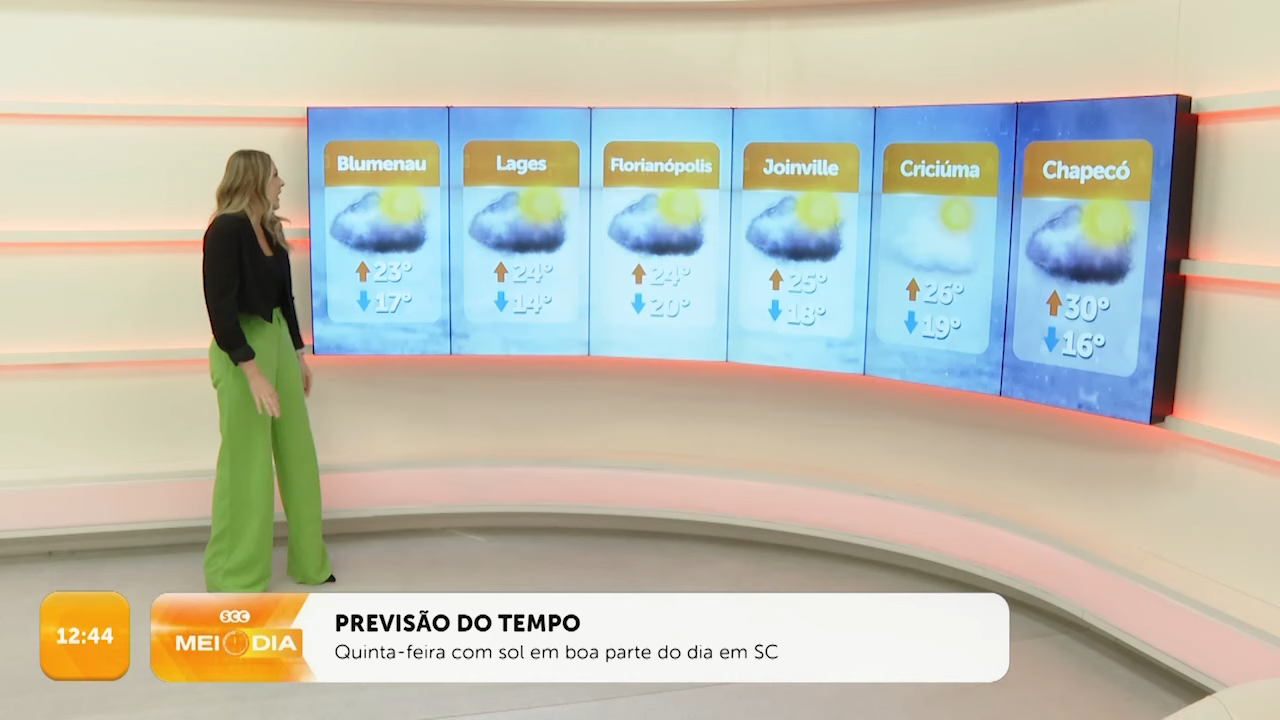 Blumenau
23°
17°
Lages
24°
14°
Florianópolis
24°
20°
Joinville
25°
18°
Criciúma
26°
19°
Chapecó
30°
16°
12:44
SCC
MEIO DIA
PREVISÃO DO TEMPO
Quinta-feira com sol em boa parte do dia em SC